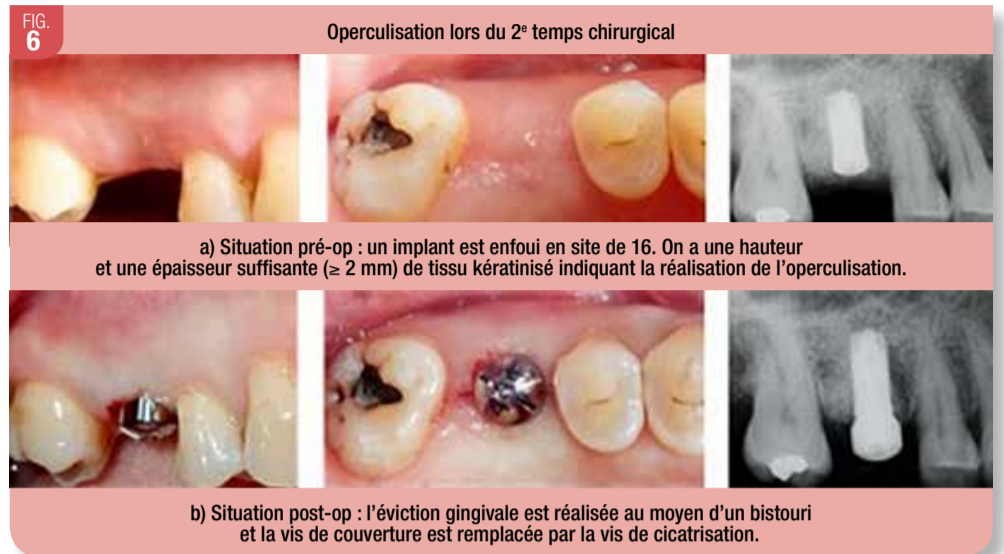 FIG.
6
Operculisation lors du 2e temps chirurgical
a) Situation pré-op : un implant est enfoui en site de 16. On a une hauteur
et une épaisseur suffisante (≥ 2 mm) de tissu kératinisé indiquant la réalisation de l’operculisation.
b) Situation post-op : l’éviction gingivale est réalisée au moyen d’un bistouri
et la vis de couverture est remplacée par la vis de cicatrisation.